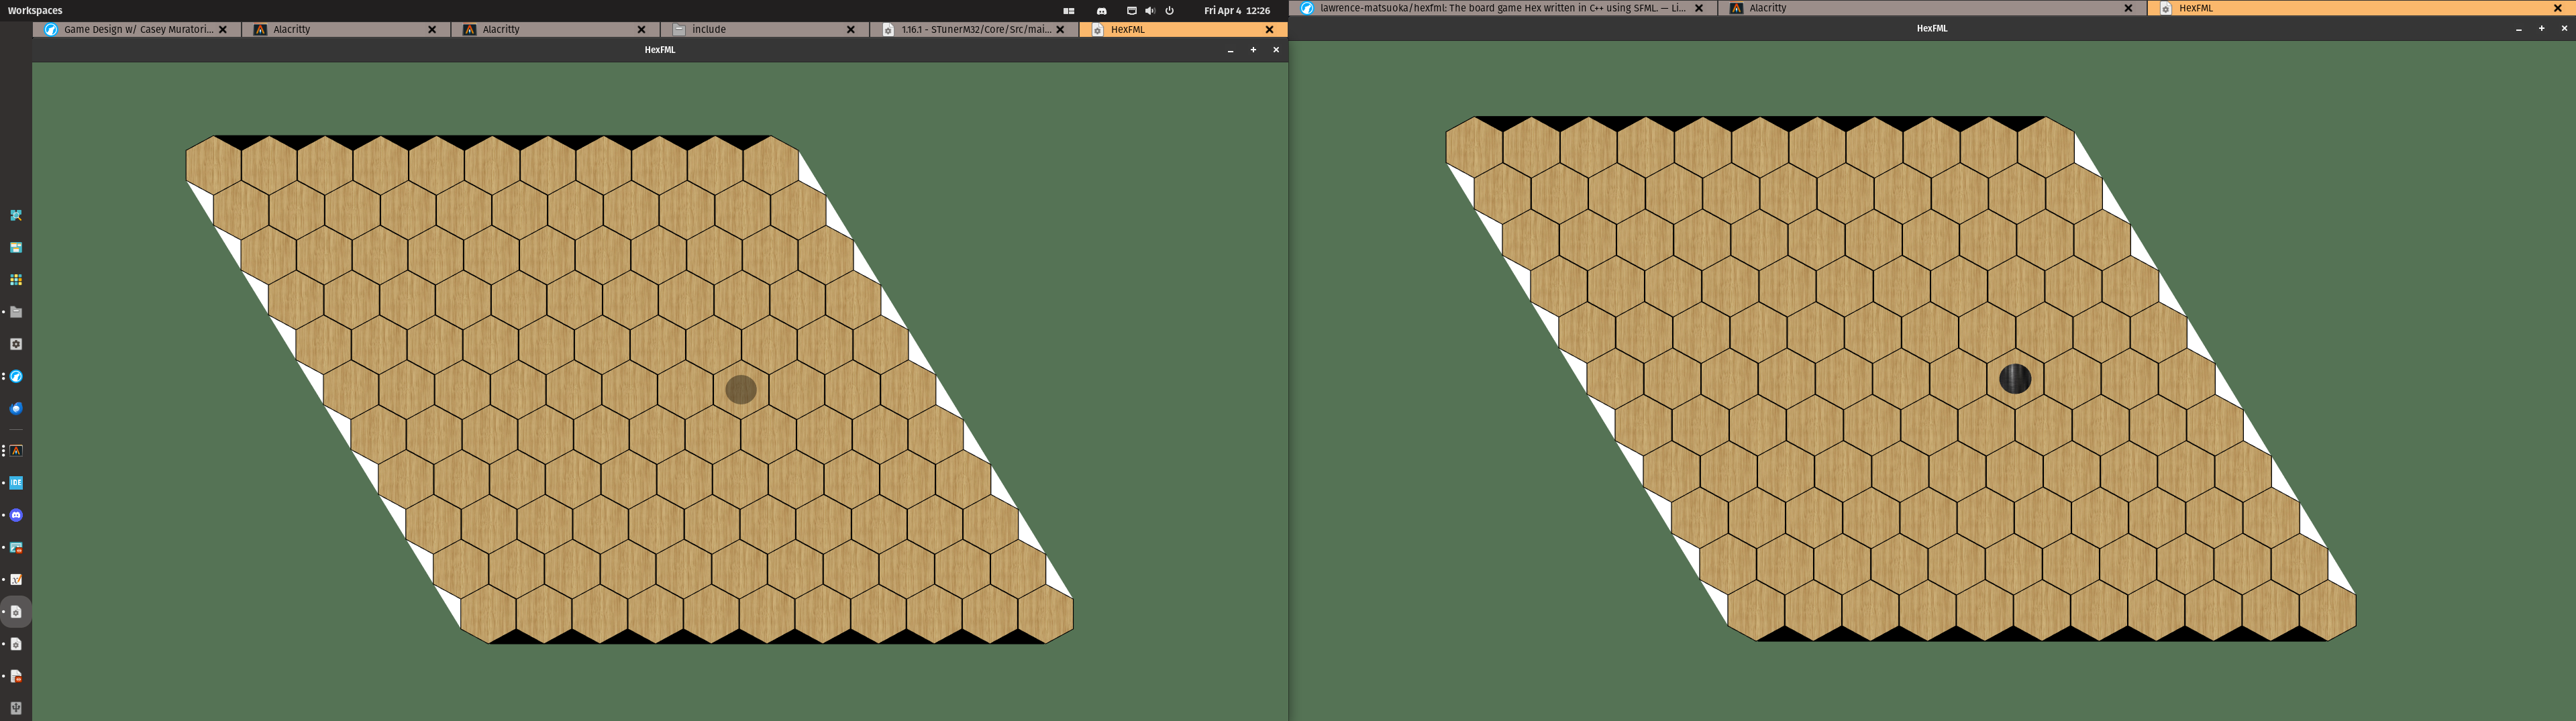 Workspaces
Fri Apr 4 12:26
Game Design w/ Casey Muratori...
Alacritty
Alacritty
include
1.16.1 - STunerM32/Core/Src/mai...
HexFML
HexFML
IDE
lawrence-matsuoka/hexfml: The board game Hex written in C++ using SFML. — Li...
Alacritty
HexFML
HexFML